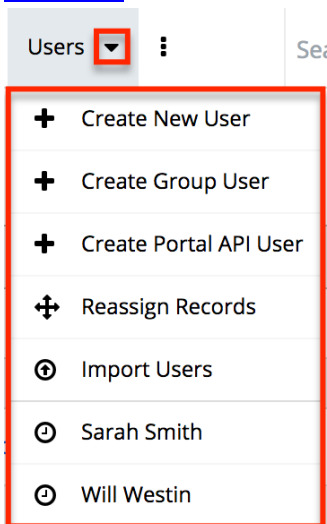 Users
Sea
Create New User
Create Group User
Create Portal API User
Reassign Records
Import Users
Sarah Smith
Will Westin